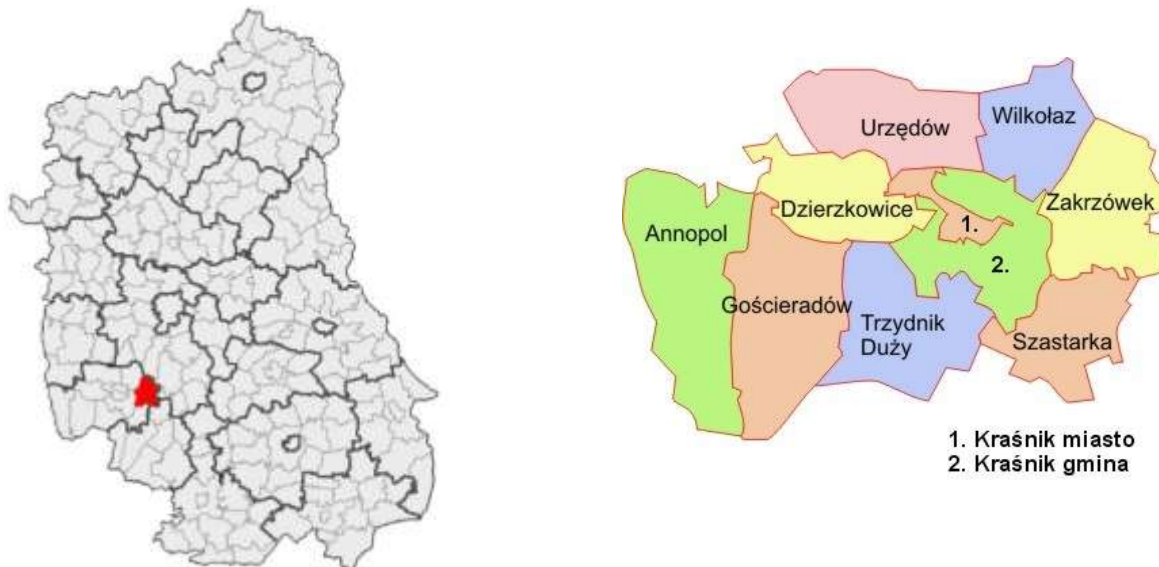 Urzędów
Wilkołaz
Dzierzkowice
Zakrzówek
Annopol
1.
2.
Gościeradów
Trzydnik
Duży
Szastarka
1. Kraśnik miasto
2. Kraśnik gmina